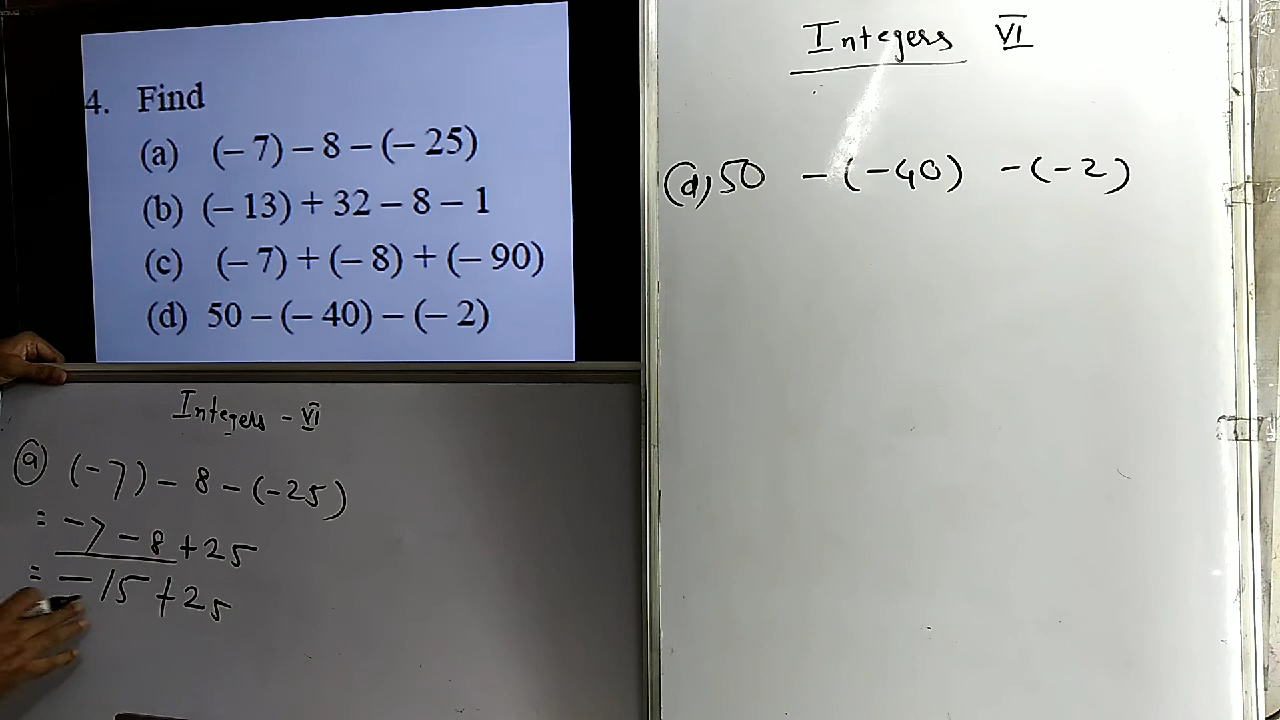 4. Find
(a) (– 7) – 8 – (– 25)
(b) (– 13) + 32 – 8 – 1
(c) (– 7) + (– 8) + (– 90)
(d) 50 – (– 40) – (– 2)
Integers - VI
(a) (-7) - 8 - (-25)
= -7 - 8 + 25
= -15 + 25
Integers VI
(d), 50 - (-40) - (-2)